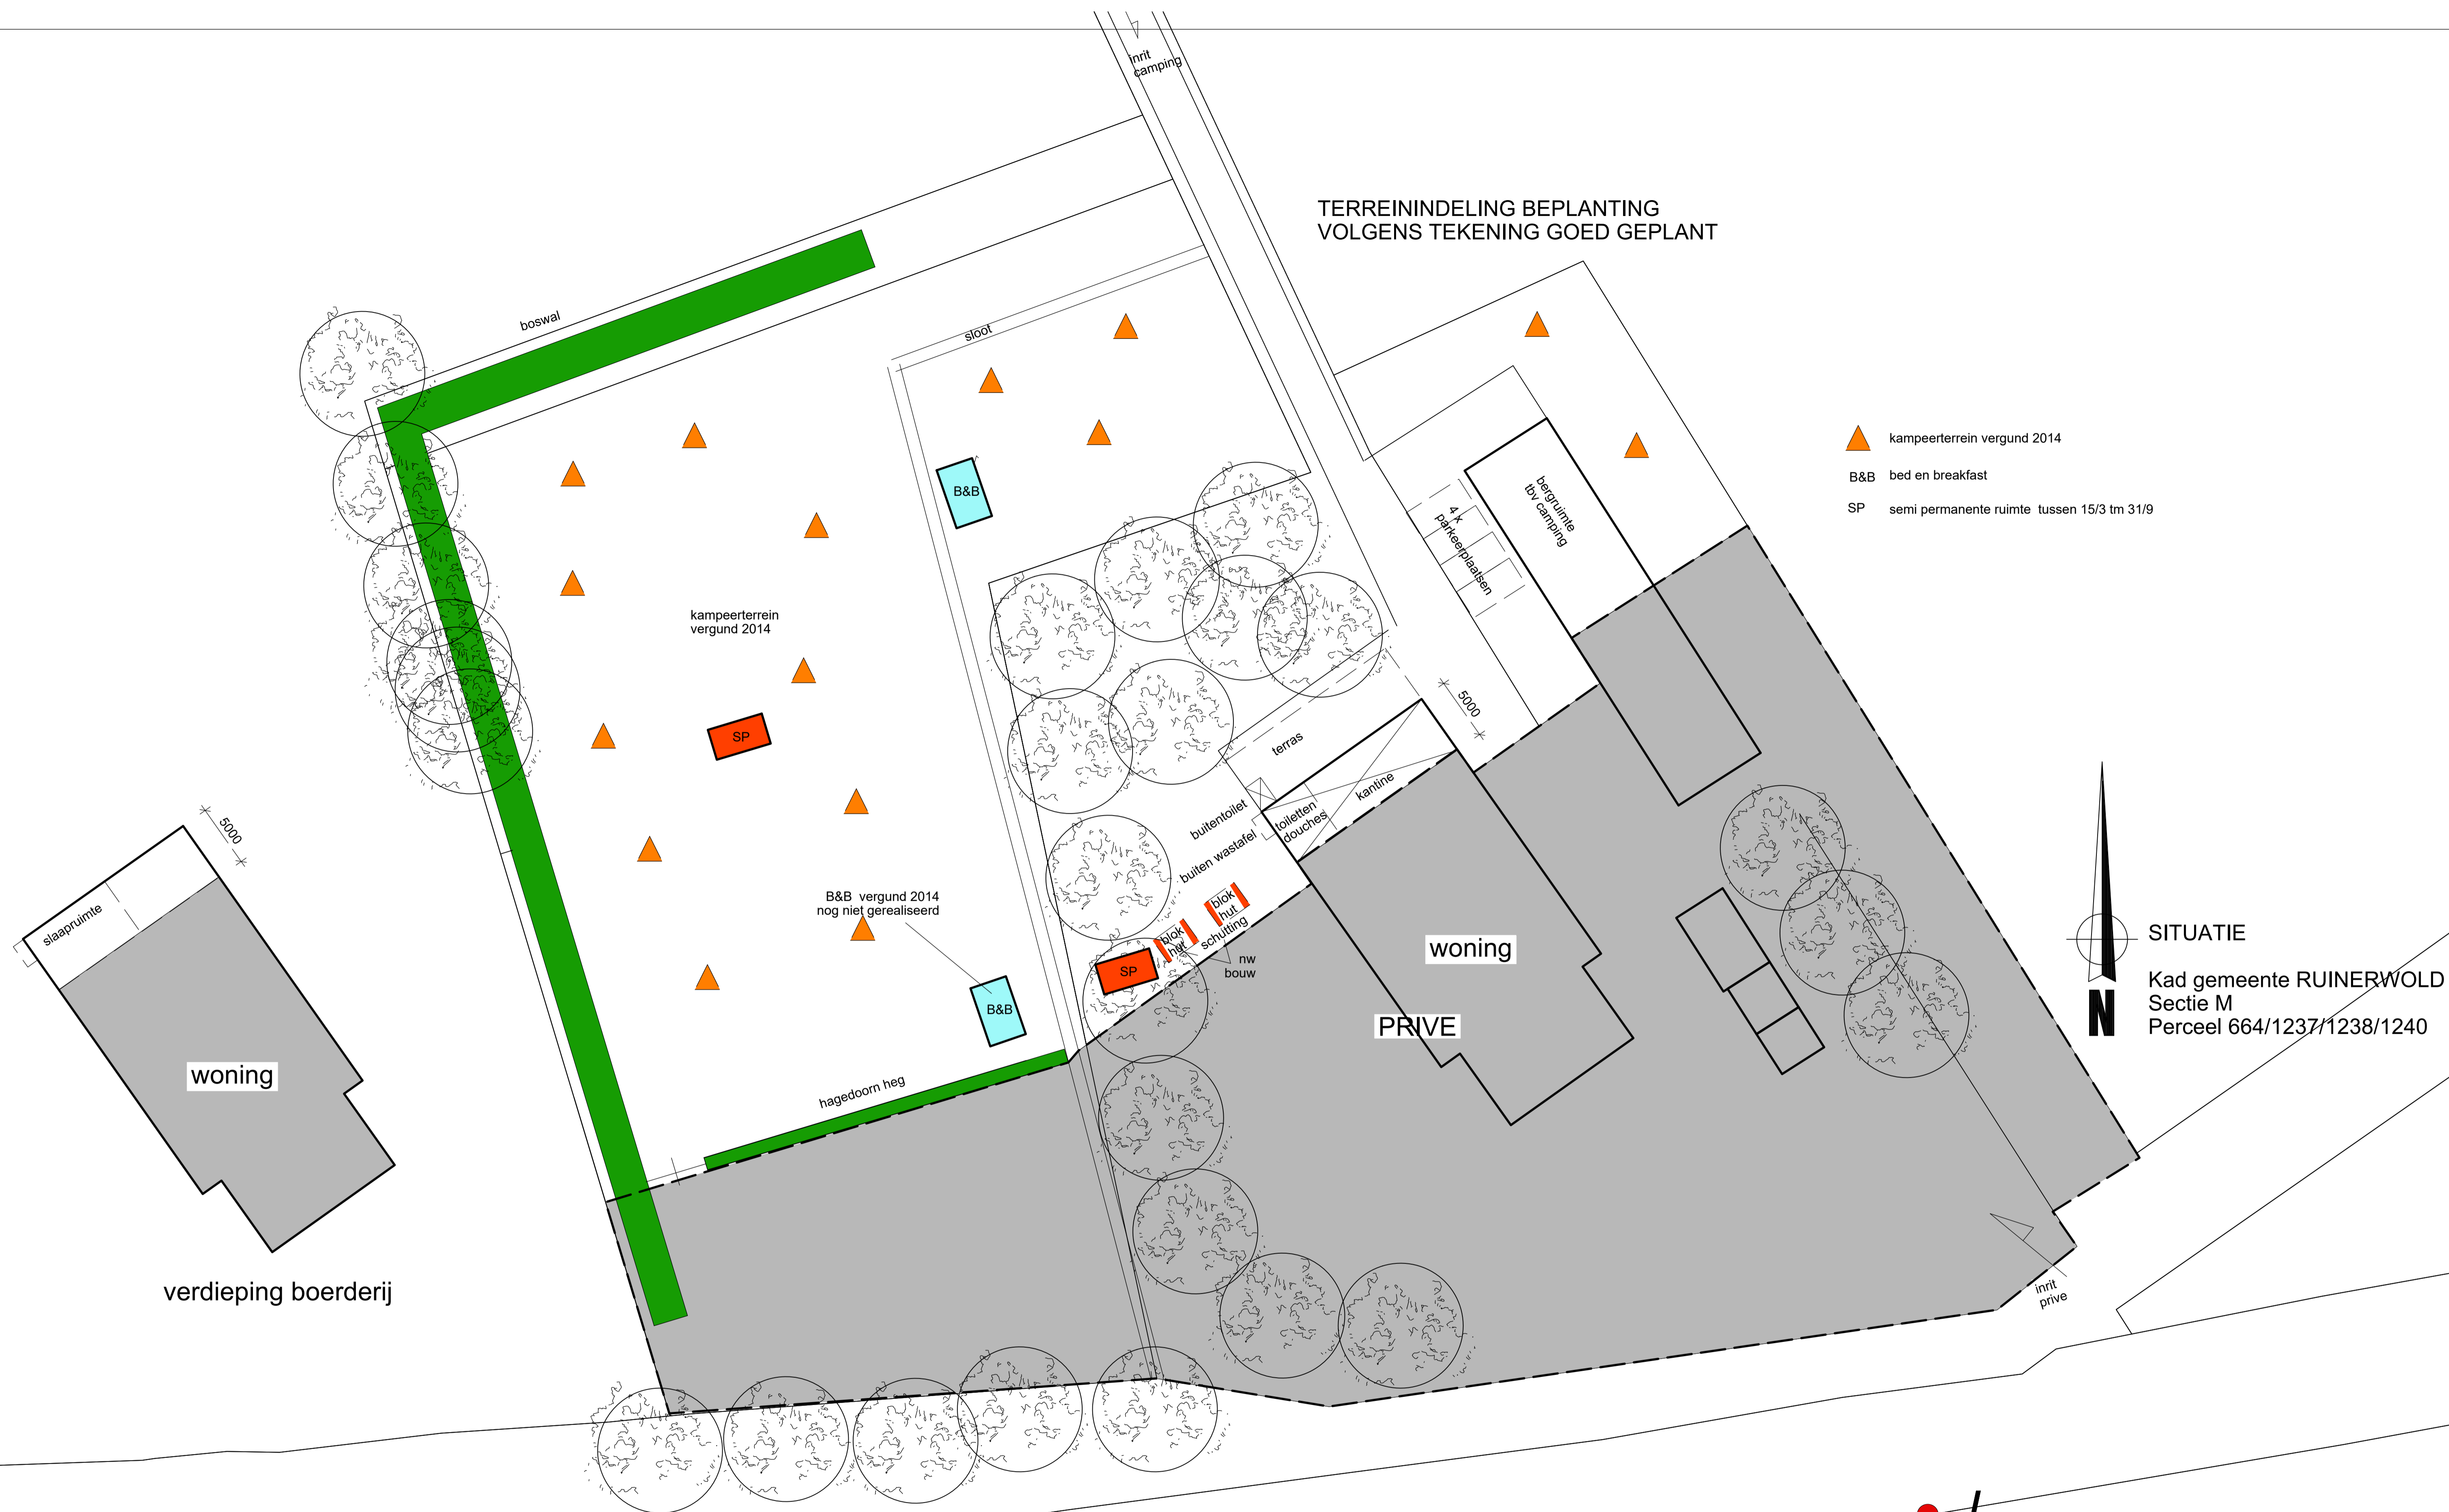 inrit
camping
TERREININDELING BEPLANTING
VOLGENS TEKENING GOED GEPLANT
boswal
sloot
kampeerterrein vergund 2014
B&B bed en breakfast
SP semi permanente ruimte tussen 15/3 tm 31/9
B&B
bergruimte
tbv camping
4 x
parkeerplaatsen
kampeerterrein
vergund 2014
SP
5000
terras
kantine
buitentoilet
toiletten
douches
buiten wastafel
5000
slaapruimte
B&B vergund 2014
nog niet gerealiseerd
blok
hut
blok
hut
schutting
nw
bouw
SP
B&B
woning
PRIVE
SITUATIE
Kad gemeente RUINERWOLD
Sectie M
Perceel 664/1237/1238/1240
N
woning
hagedoorn heg
verdieping boerderij
inrit
prive